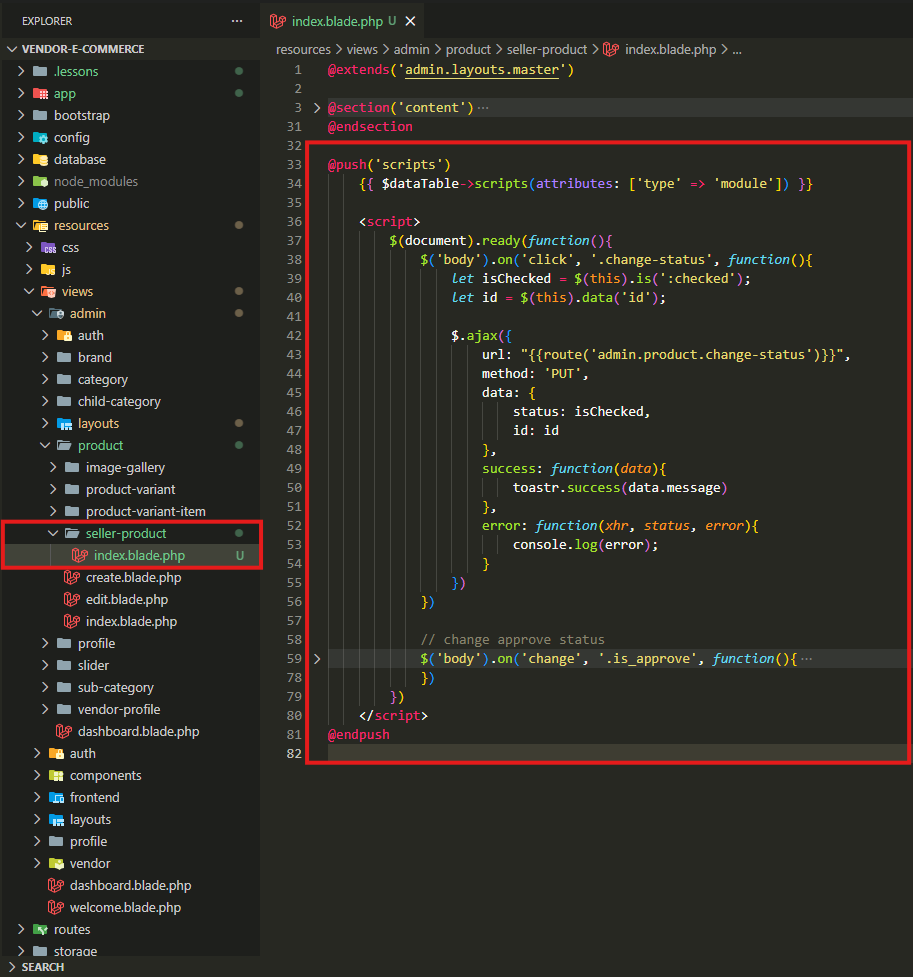 EXPLORER
VENDOR-E-COMMERCE
.lessons
app
bootstrap
config
database
node_modules
public
resources
css
js
views
admin
auth
brand
category
child-category
layouts
product
image-gallery
product-variant
product-variant-item
seller-product
index.blade.php U
create.blade.php
edit.blade.php
index.blade.php
profile
slider
sub-category
vendor-profile
dashboard.blade.php
auth
components
frontend
layouts
profile
vendor
dashboard.blade.php
welcome.blade.php
routes
storage
SEARCH
index.blade.php U
resources > views > admin > product > seller-product > index.blade.php > ...
1 @extends('admin.layouts.master')
2
3 @section('content') ...
31 @endsection
32
33 @push('scripts')
34 {{ $dataTable->scripts(attributes: ['type' => 'module']) }}
35
36 <script>
37 $(document).ready(function(){
38 $('body').on('click', '.change-status', function(){
39 let isChecked = $(this).is(':checked');
40 let id = $(this).data('id');
41
42 $.ajax({
43 url: "{{route('admin.product.change-status')}}",
44 method: 'PUT',
45 data: {
46 status: isChecked,
47 id: id
48 },
49 success: function(data){
50 toastr.success(data.message)
51 },
52 error: function(xhr, status, error){
53 console.log(error);
54 }
55 })
56 })
57
58 // change approve status
59 $('body').on('change', '.is_approve', function(){ ...
78 })
79 })
80 </script>
81 @endpush
82